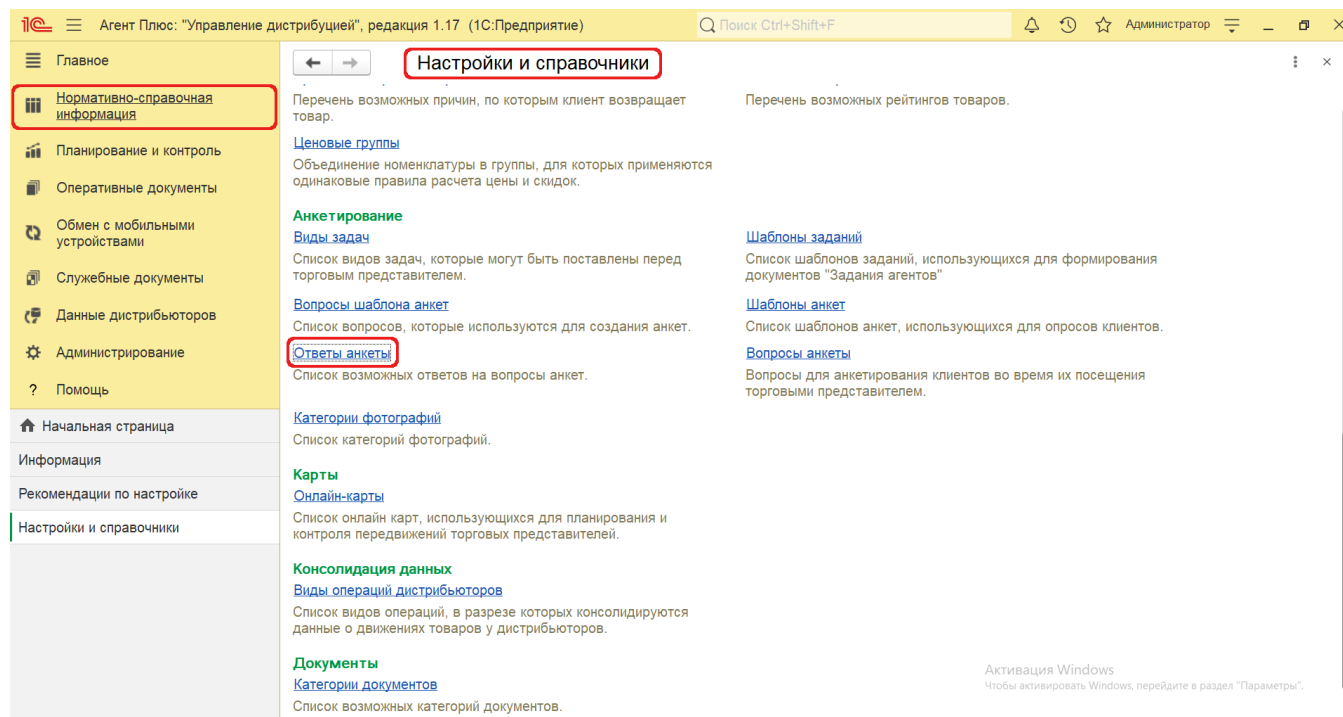 1С Агент Плюс: "Управление дистрибуцией", редакция 1.17 (1С:Предприятие)
Поиск Ctrl+Shift+F
Администратор
Главное
Нормативно-справочная
информация
Планирование и контроль
Оперативные документы
Обмен с мобильными
устройствами
Служебные документы
Данные дистрибьюторов
Администрирование
? Помощь
Начальная страница
Информация
Рекомендации по настройке
Настройки и справочники
Настройки и справочники
Перечень возможных причин, по которым клиент возвращает
товар.
Перечень возможных рейтингов товаров.
Ценовые группы
Объединение номенклатуры в группы, для которых применяются
одинаковые правила расчета цены и скидок.
Анкетирование
Виды задач
Список видов задач, которые могут быть поставлены перед
торговым представителем.
Шаблоны заданий
Список шаблонов заданий, использующихся для формирования
документов "Задания агентов"
Вопросы шаблона анкет
Список вопросов, которые используются для создания анкет.
Шаблоны анкет
Список шаблонов анкет, использующихся для опросов клиентов.
Ответы анкеты
Список возможных ответов на вопросы анкет.
Вопросы анкеты
Вопросы для анкетирования клиентов во время их посещения
торговыми представителем.
Категории фотографий
Список категорий фотографий.
Карты
Онлайн-карты
Список онлайн карт, использующихся для планирования и
контроля передвижений торговых представителей.
Консолидация данных
Виды операций дистрибьюторов
Список видов операций, в разрезе которых консолидируются
данные о движениях товаров у дистрибьюторов.
Документы
Категории документов
Список возможных категорий документов.
Активация Windows
Чтобы активировать Windows, перейдите в раздел "Параметры".